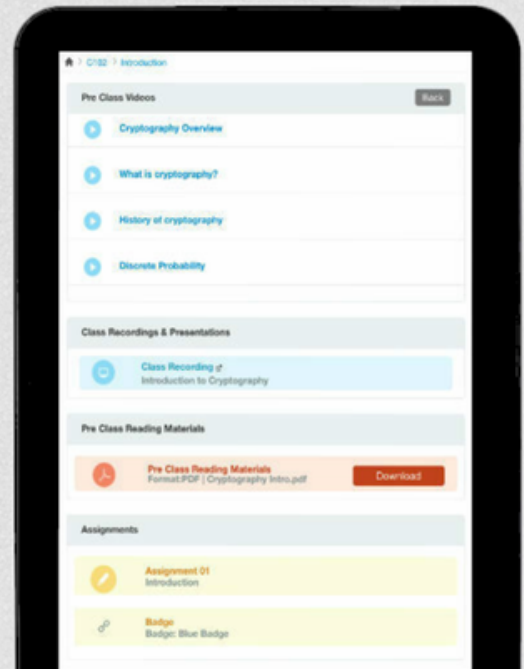 > C182 > Introduction
Pre Class Videos
Back
Cryptography Overview
What is cryptography?
History of cryptography
Discrete Probability
Class Recordings & Presentations
Class Recording
Introduction to Cryptography
Pre Class Reading Materials
Pre Class Reading Materials
Format:PDF | Cryptography Intro.pdf
Download
Assignments
Assignment 01
Introduction
Badge
Badge: Blue Badge